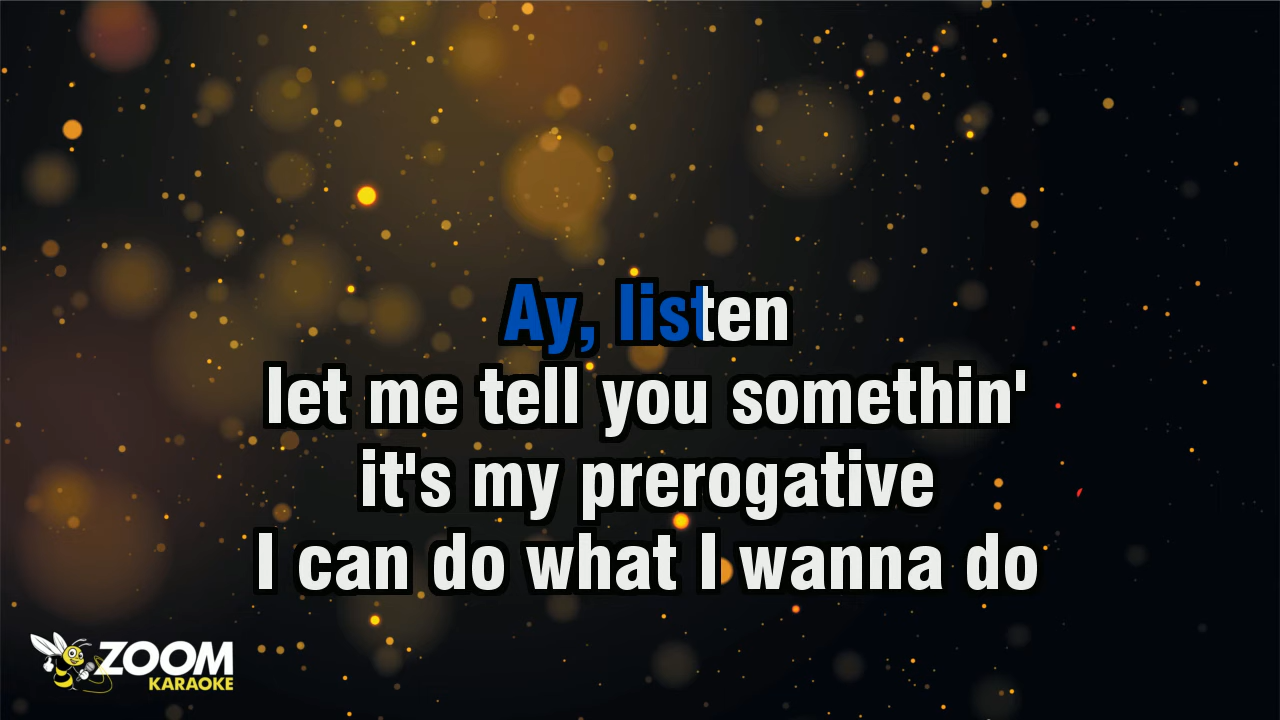 Ay, listen
let me tell you somethin'
it's my prerogative
I can do what I wanna do
ZOOM
KARAOKE